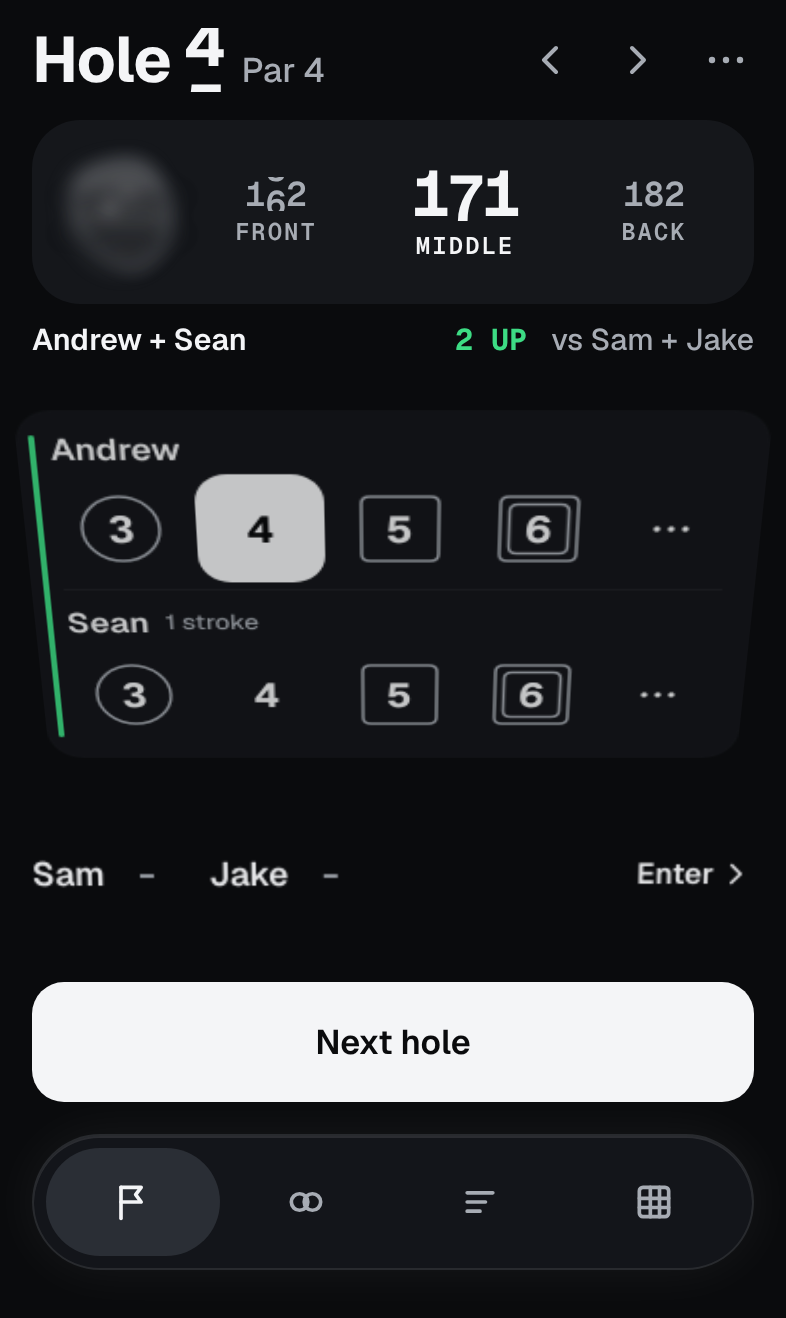 Hole 4 Par 4
162 171 182
FRONT MIDDLE BACK
Andrew + Sean 2 UP vs Sam + Jake
Andrew
3 4 5 6 ...
Sean 1 stroke
3 4 5 6 ...
Sam - Jake - Enter >
Next hole